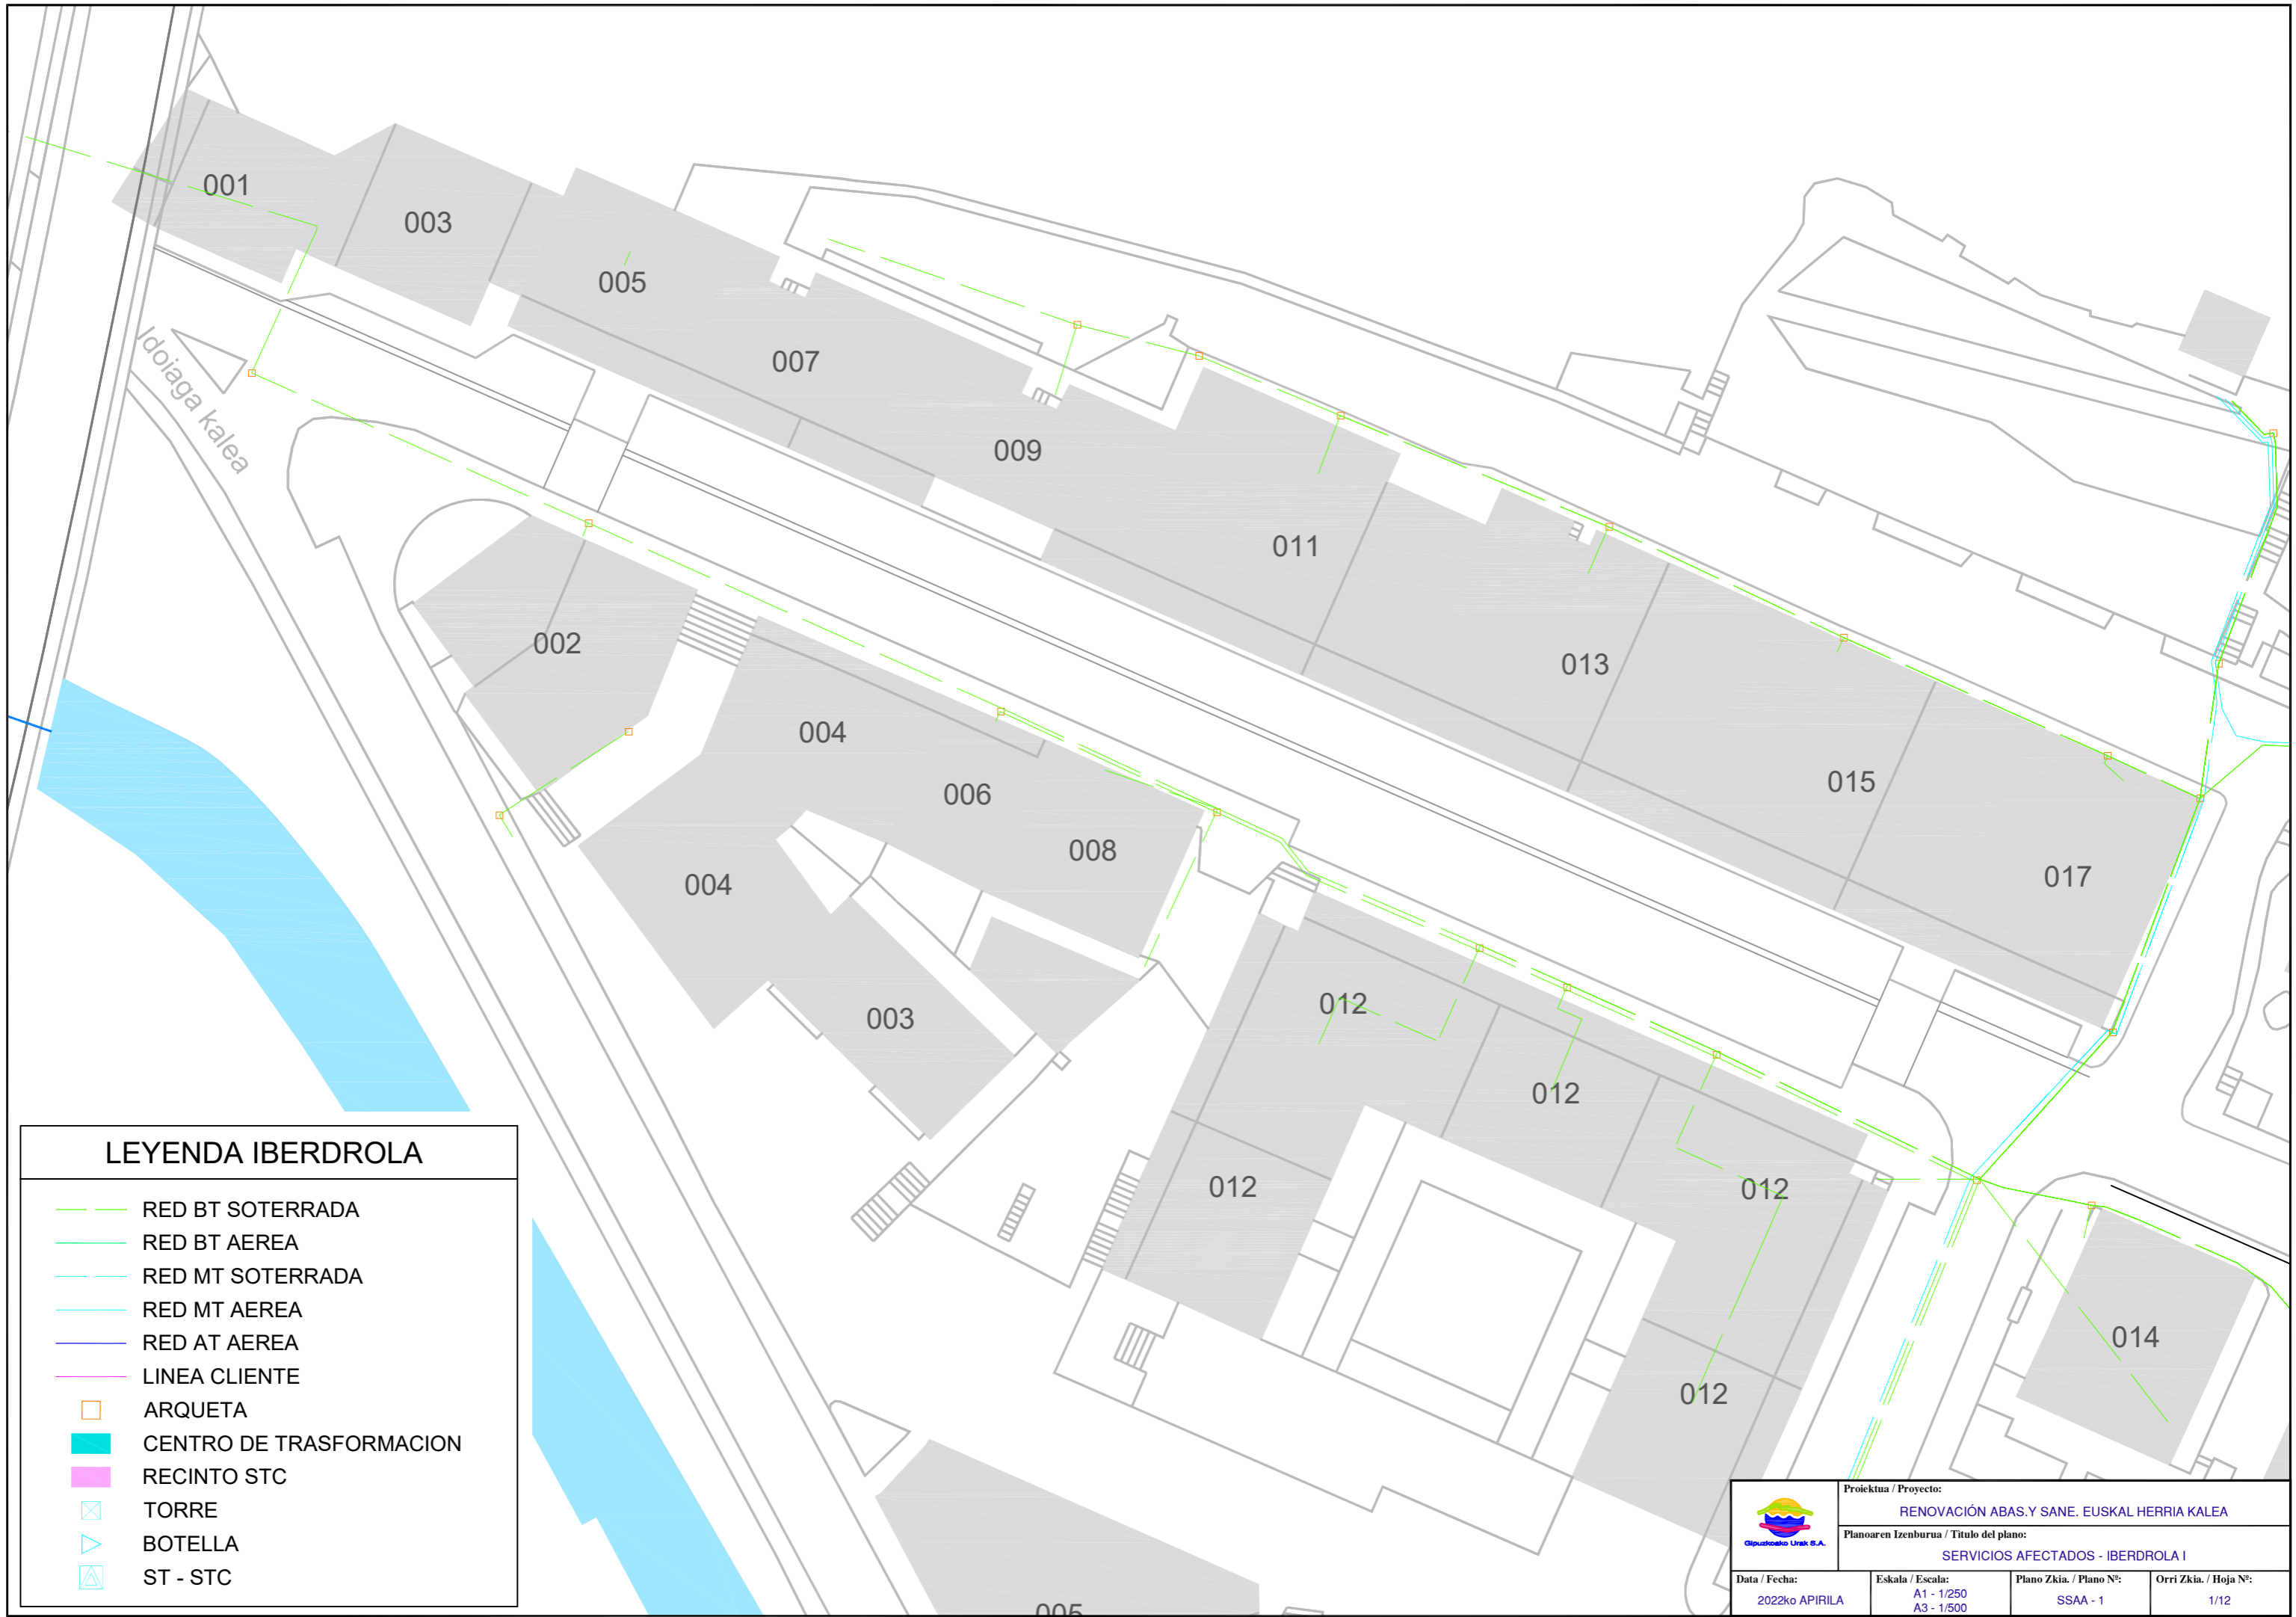 001
003
005
007
009
011
013
015
017
Idoiaga kalea
002
004
006
008
004
003
012
012
012
012
012
014
005
LEYENDA IBERDROLA
RED BT SOTERRADA
RED BT AEREA
RED MT SOTERRADA
RED MT AEREA
RED AT AEREA
LINEA CLIENTE
ARQUETA
CENTRO DE TRASFORMACION
RECINTO STC
TORRE
BOTELLA
ST - STC
Gipuzkoako Urak S.A.
Proiektua / Proyecto:
RENOVACIÓN ABAS.Y SANE. EUSKAL HERRIA KALEA
Planoaren Izenburua / Titulo del plano:
SERVICIOS AFECTADOS - IBERDROLA I
Data / Fecha:
2022ko APIRILA
Eskala / Escala:
A1 - 1/250
A3 - 1/500
Plano Zkia. / Plano Nº:
SSAA - 1
Orri Zkia. / Hoja Nº:
1/12